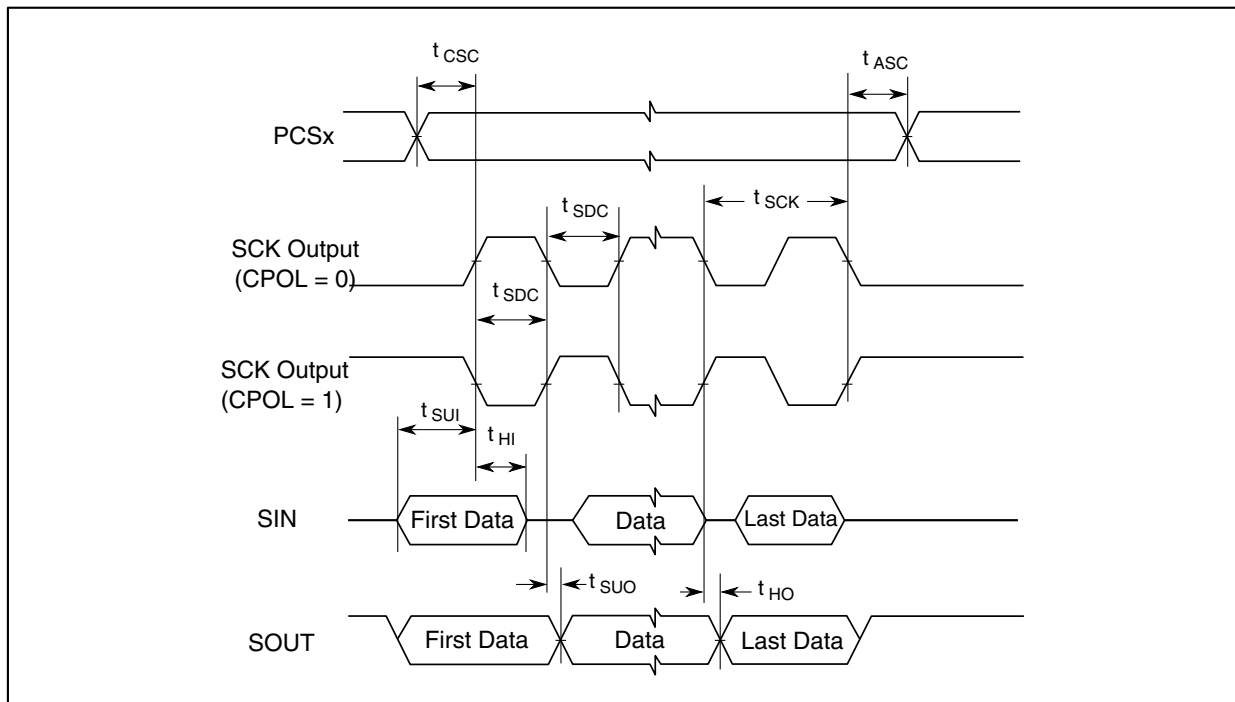 t CSC
t ASC
PCSx
t SCK
t SDC
SCK Output
(CPOL = 0)
t SDC
SCK Output
(CPOL = 1)
t SUI
t HI
SIN
First Data
Data
Last Data
t SUO
t HO
SOUT
First Data
Data
Last Data